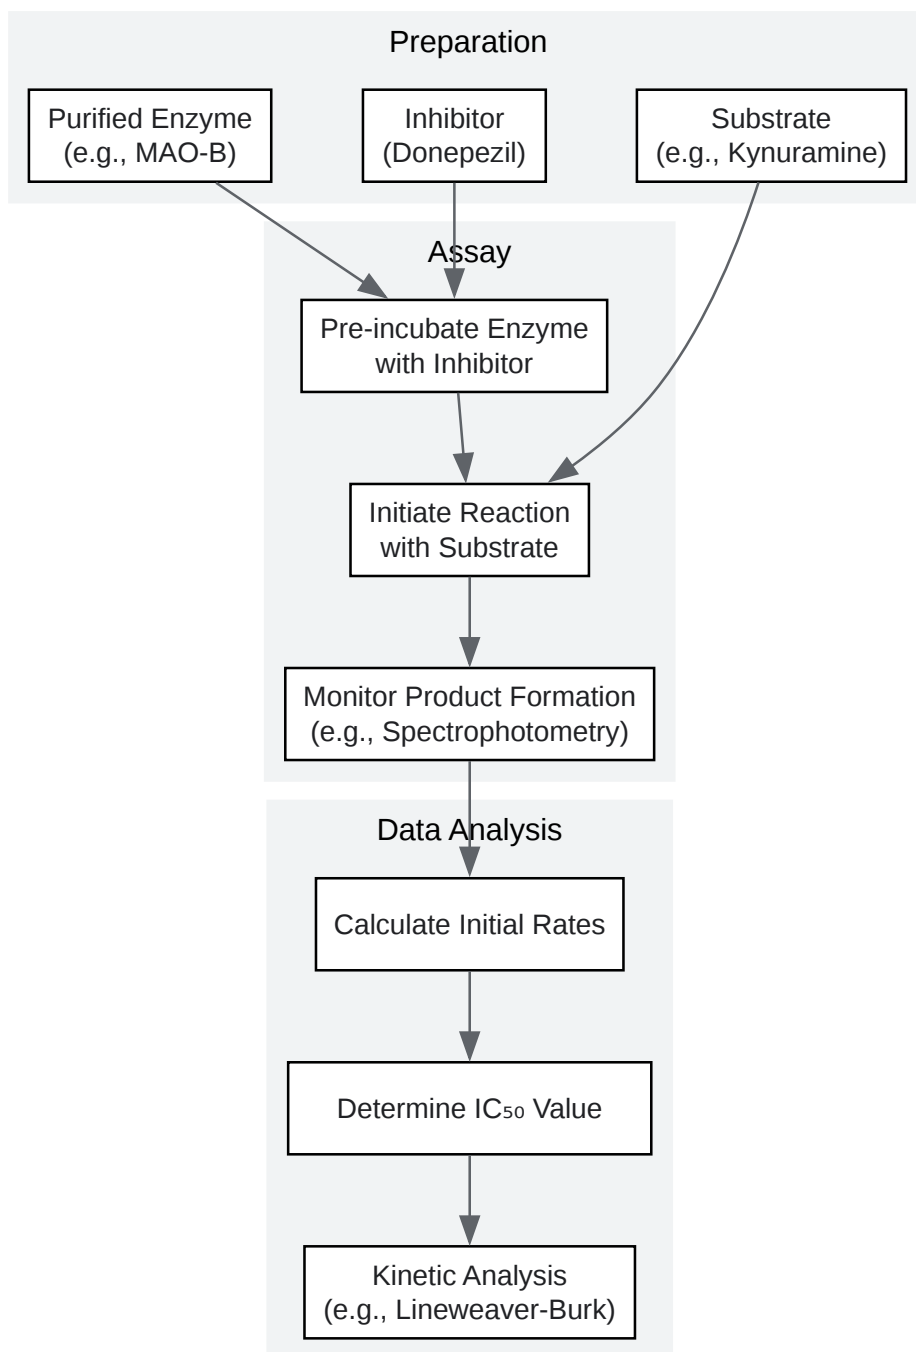 Preparation
Purified Enzyme
(e.g., MAO-B)
Inhibitor
(Donepezil)
Substrate
(e.g., Kynuramine)
Assay
Pre-incubate Enzyme
with Inhibitor
Initiate Reaction
with Substrate
Monitor Product Formation
(e.g., Spectrophotometry)
Data Analysis
Calculate Initial Rates
Determine IC₅₀ Value
Kinetic Analysis
(e.g., Lineweaver-Burk)